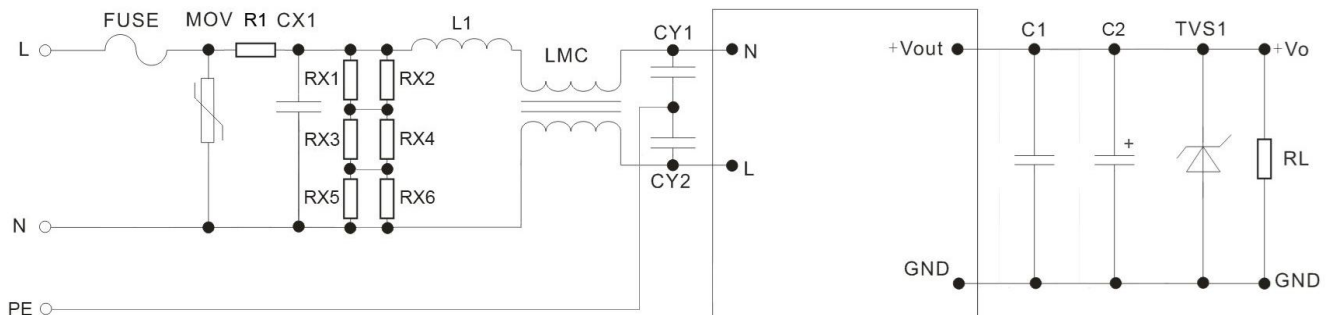 FUSE MOV R1 CX1 L1 CY1 C1 C2 TVS1
L LMC N +Vout +Vo
RX1 RX2
RX3 RX4 + RL
RX5 RX6 CY2 L
N GND GND
PE